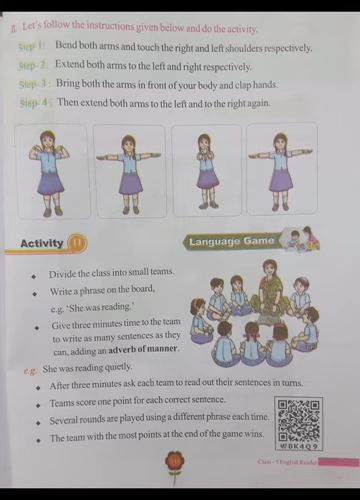 II. Let's follow the instructions given below and do the activity.
Step- 1: Bend both arms and touch the right and left shoulders respectively.
Step- 2: Extend both arms to the left and right respectively.
Step- 3: Bring both the arms in front of your body and clap hands.
Step- 4: Then extend both arms to the left and to the right again.
Activity 11 Language Game
Divide the class into small teams.
Write a phrase on the board,
e.g. 'She was reading.'
Give three minutes time to the team
to write as many sentences as they
can, adding an adverb of manner.
e.g. She was reading quietly.
After three minutes ask each team to read out their sentences in turns.
Teams score one point for each correct sentence.
Several rounds are played using a different phrase each time.
The team with the most points at the end of the game wins.
W8K4Q9
Class - 5 English Reader